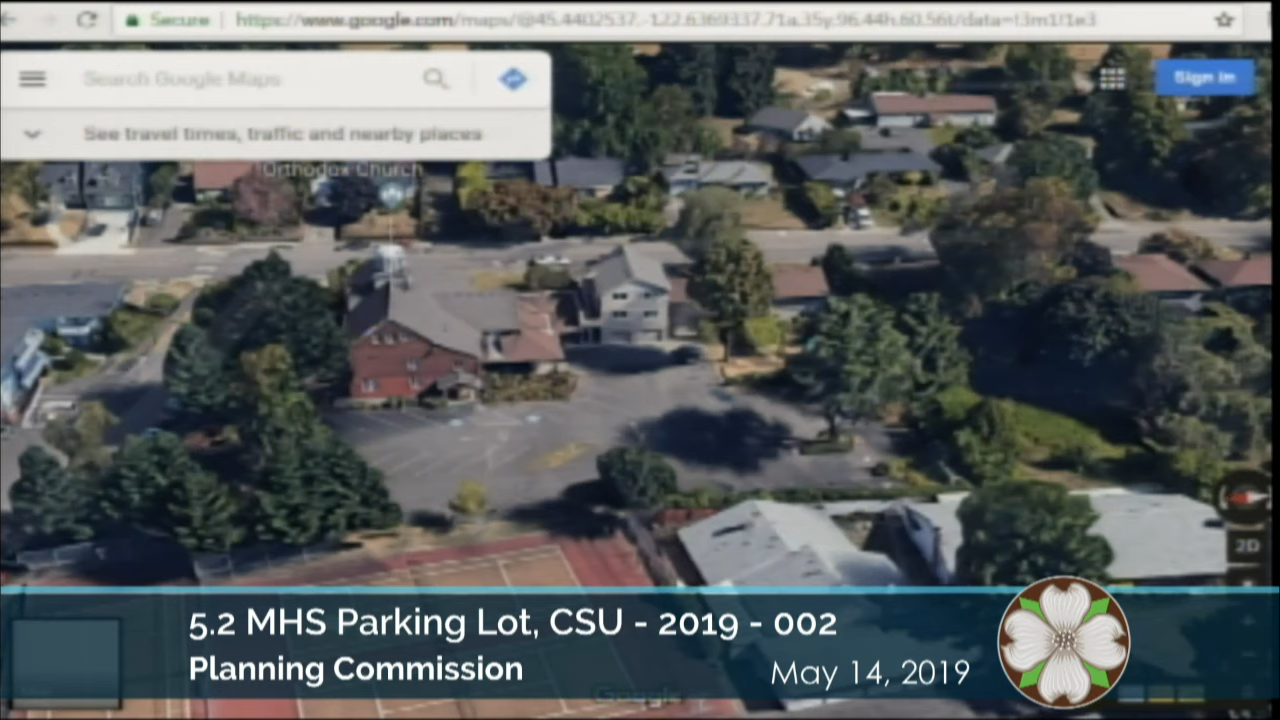 Secure https://www.google.com/maps/@45.4402537,-122.6369337,71a,35y,96.44h,60.56t/data=!3m1!1e3
Search Google Maps
Sign in
See travel times, traffic and nearby places
Orthodox Church
2D
5.2 MHS Parking Lot, CSU - 2019 - 002
Planning Commission
May 14, 2019
Google